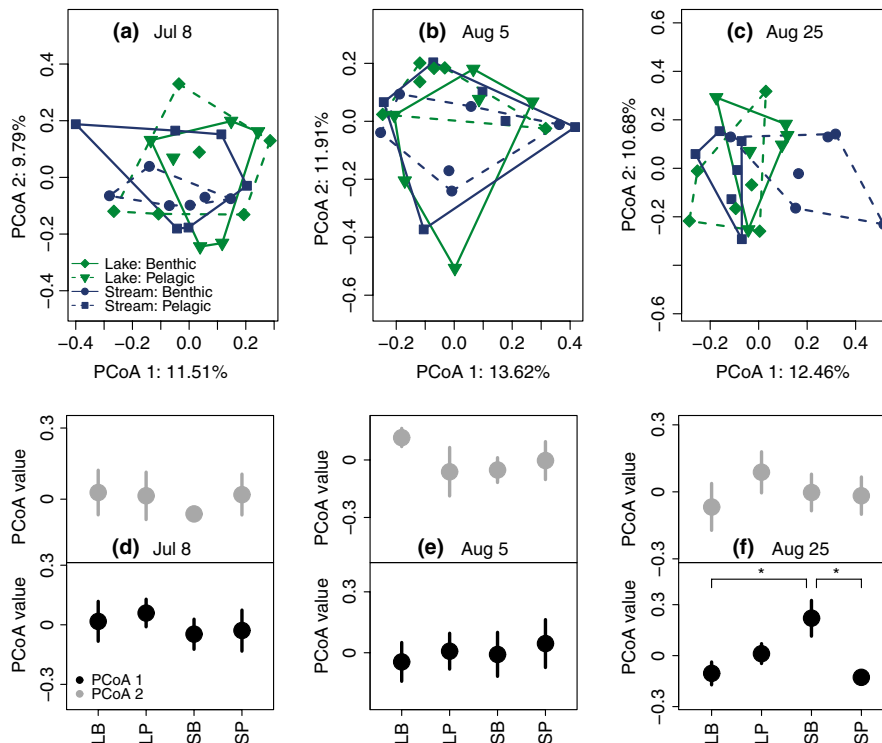 (a) Jul 8
PCoA 2: 9.79%
0.4
0.2
0.0
−0.2
−0.4
Lake: Benthic
Lake: Pelagic
Stream: Benthic
Stream: Pelagic
−0.4 −0.2 0.0 0.2
PCoA 1: 11.51%
(b) Aug 5
PCoA 2: 11.91%
0.2
0.0
−0.2
−0.4
−0.6
−0.2 0.0 0.2 0.4
PCoA 1: 13.62%
(c) Aug 25
PCoA 2: 10.68%
0.6
0.4
0.2
0.0
−0.2
−0.4
−0.6
−0.4 −0.2 0.0 0.2 0.4
PCoA 1: 12.46%
PCoA value
0.3
0
(d) Jul 8
PCoA value
0.3
0
−0.3
PCoA 1
PCoA 2
LB LP SB SP
PCoA value
0
−0.3
(e) Aug 5
PCoA value
0.3
0
LB LP SB SP
PCoA value
0.3
0
−0.3
(f) Aug 25
PCoA value
0.3
0
−0.3
* *
LB LP SB SP